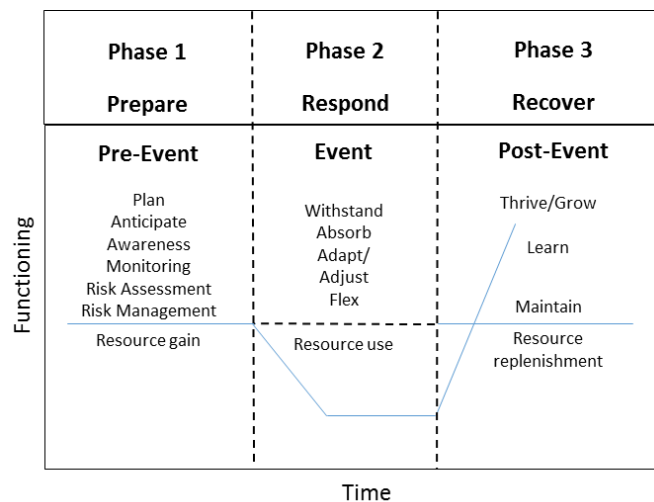 Phase 1
Prepare
Phase 2
Respond
Phase 3
Recover
Pre-Event
Plan
Anticipate
Awareness
Monitoring
Risk Assessment
Risk Management
Resource gain
Event
Withstand
Absorb
Adapt/
Adjust
Flex
Resource use
Post-Event
Thrive/Grow
Learn
Maintain
Resource
replenishment
Functioning
Time